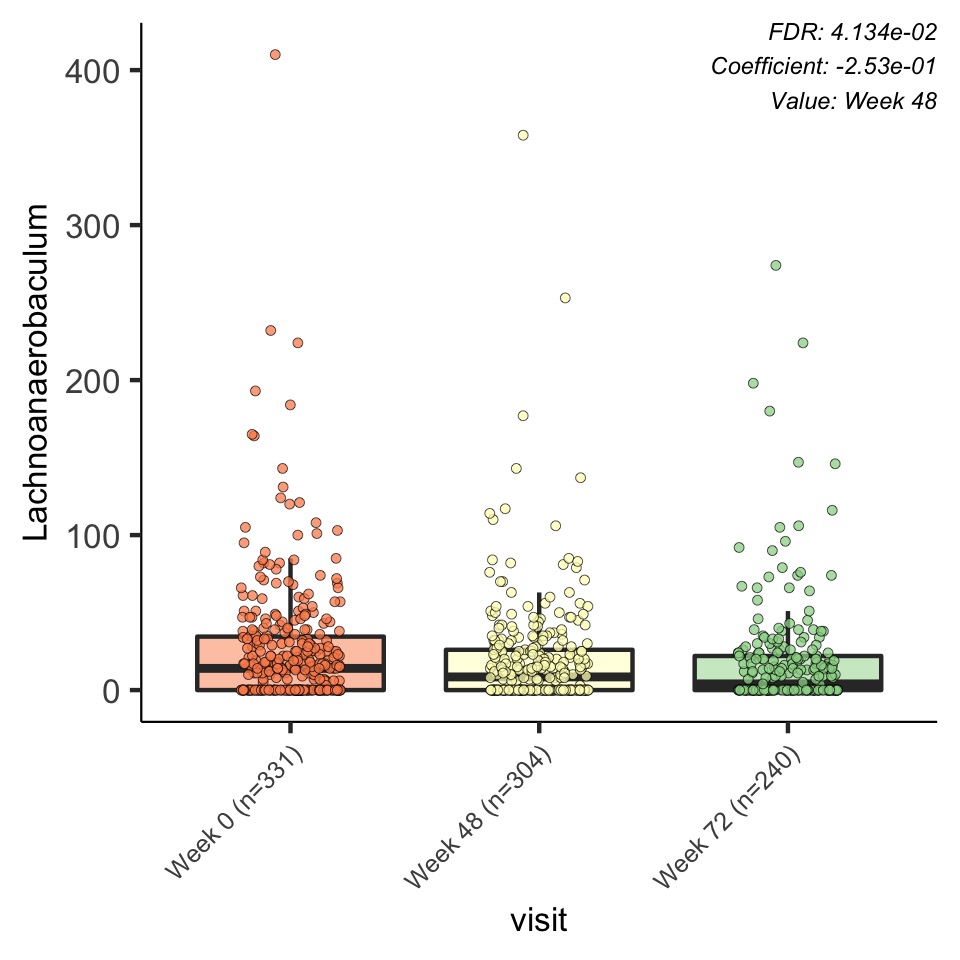 FDR: 4.134e-02
Coefficient: -2.53e-01
Value: Week 48
Lachnoanaerobaculum
400
300
200
100
0
Week 0 (n=331)
Week 48 (n=304)
Week 72 (n=240)
visit